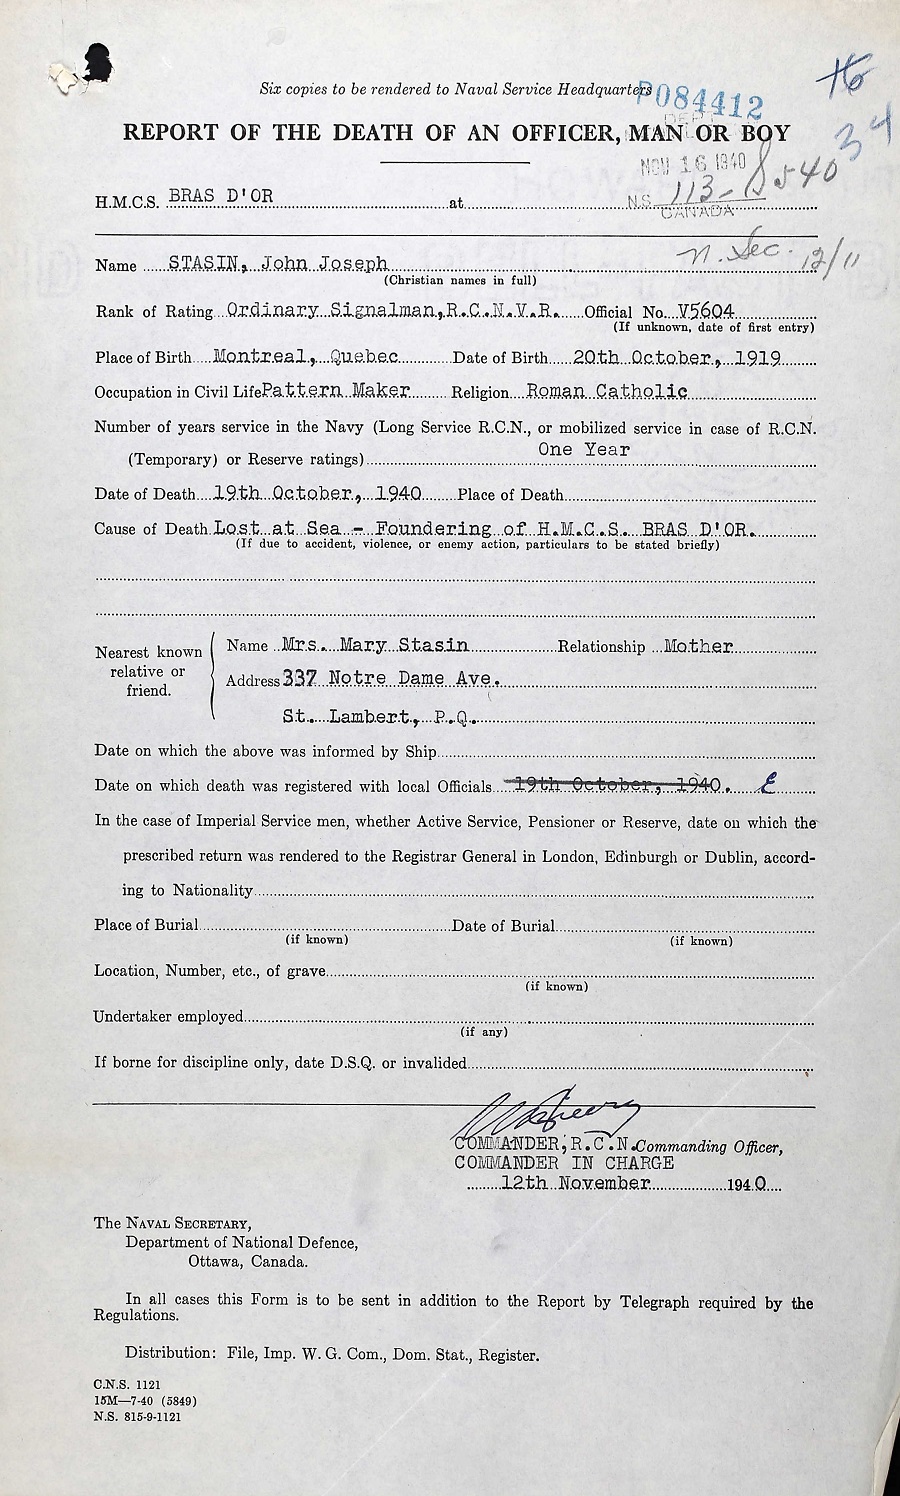 Six copies to be rendered to Naval Service Headquarters
P084412
REPORT OF THE DEATH OF AN OFFICER, MAN OR BOY
34
NOV 16 1940
H.M.C.S. BRAS D'OR at
N.S. 113-S540
CANADA
N. Sec. 12/11
Name STASIN, John Joseph
(Christian names in full)
Rank of Rating Ordinary Signalman, R.C.N.V.R. Official No. V5604
(If unknown, date of first entry)
Place of Birth Montreal, Quebec Date of Birth 20th October, 1919
Occupation in Civil Life Pattern Maker Religion Roman Catholic
Number of years service in the Navy (Long Service R.C.N., or mobilized service in case of R.C.N.
(Temporary) or Reserve ratings) One Year
Date of Death 19th October, 1940 Place of Death
Cause of Death Lost at Sea - Foundering of H.M.C.S. BRAS D'OR.
(If due to accident, violence, or enemy action, particulars to be stated briefly)
Nearest known relative or friend.
Name Mrs. Mary Stasin Relationship Mother
Address 337 Notre Dame Ave.
St. Lambert, P.Q.
Date on which the above was informed by Ship
Date on which death was registered with local Officials 19th October, 1940.
In the case of Imperial Service men, whether Active Service, Pensioner or Reserve, date on which the
prescribed return was rendered to the Registrar General in London, Edinburgh or Dublin, accord-
ing to Nationality
Place of Burial Date of Burial
(if known) (if known)
Location, Number, etc., of grave
(if known)
Undertaker employed
(if any)
If borne for discipline only, date D.S.Q. or invalided
COMMANDER, R.C.N. Commanding Officer,
COMMANDER IN CHARGE
12th November 1940
The NAVAL SECRETARY,
Department of National Defence,
Ottawa, Canada.
In all cases this Form is to be sent in addition to the Report by Telegraph required by the
Regulations.
Distribution: File, Imp. W. G. Com., Dom. Stat., Register.
C.N.S. 1121
15M—7-40 (5849)
N.S. 815-9-1121